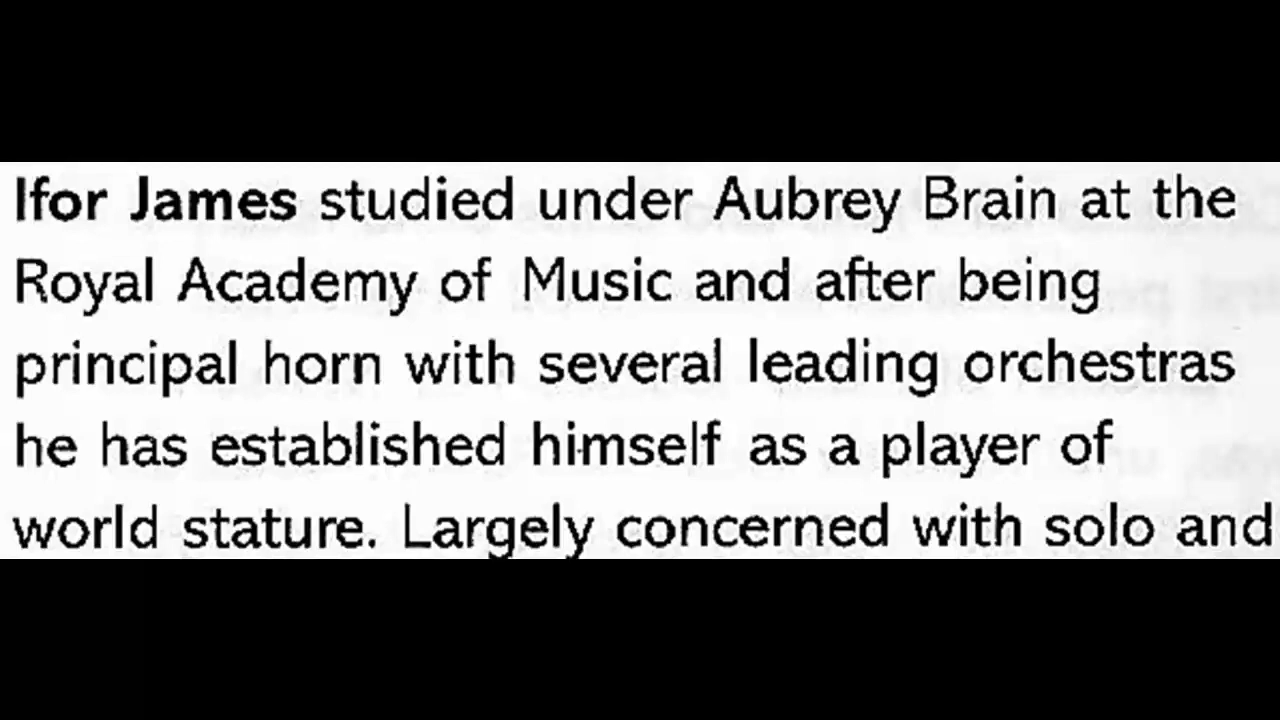 Ifor James studied under Aubrey Brain at the
Royal Academy of Music and after being
principal horn with several leading orchestras
he has established himself as a player of
world stature. Largely concerned with solo and